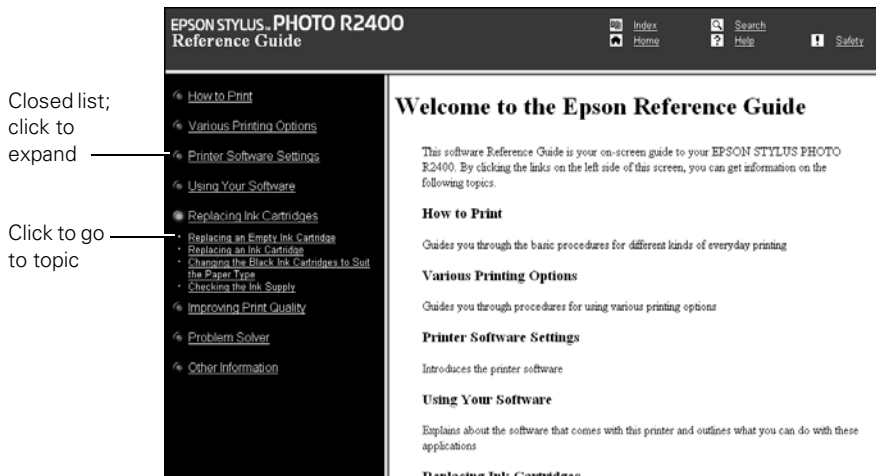 EPSON STYLUS™ PHOTO R2400
Reference Guide
Index
Home
Search
Help
Safety
Closed list;
click to
expand
Click to go
to topic
How to Print
Various Printing Options
Printer Software Settings
Using Your Software
Replacing Ink Cartridges
Replacing an Empty Ink Cartridge
Replacing an Ink Cartridge
Changing the Black Ink Cartridges to Suit
the Paper Type
Checking the Ink Supply
Improving Print Quality
Problem Solver
Other Information
Welcome to the Epson Reference Guide
This software Reference Guide is your on-screen guide to your EPSON STYLUS PHOTO
R2400. By clicking the links on the left side of this screen, you can get information on the
following topics.
How to Print
Guides you through the basic procedures for different kinds of everyday printing
Various Printing Options
Guides you through procedures for using various printing options
Printer Software Settings
Introduces the printer software
Using Your Software
Explains about the software that comes with this printer and outlines what you can do with these
applications
Replacing Ink Cartridges